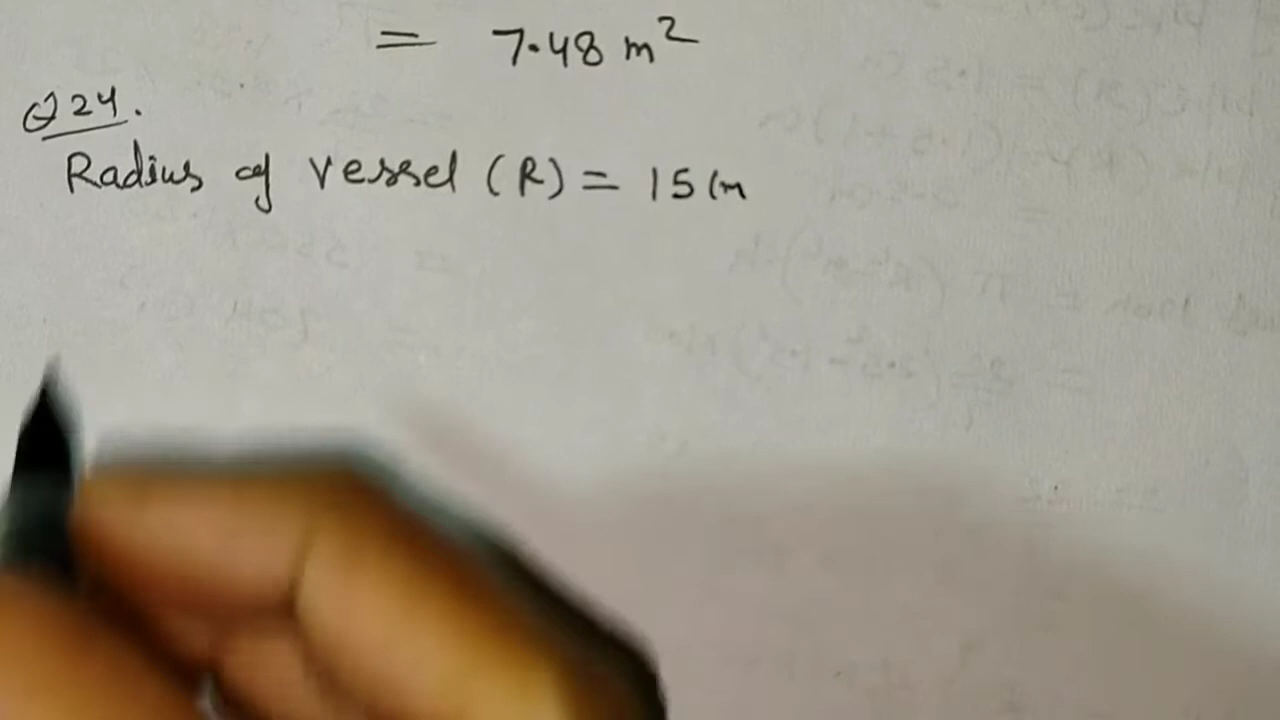 = 7.48 m²
Q24.
Radius of vessel (R) = 15 cm